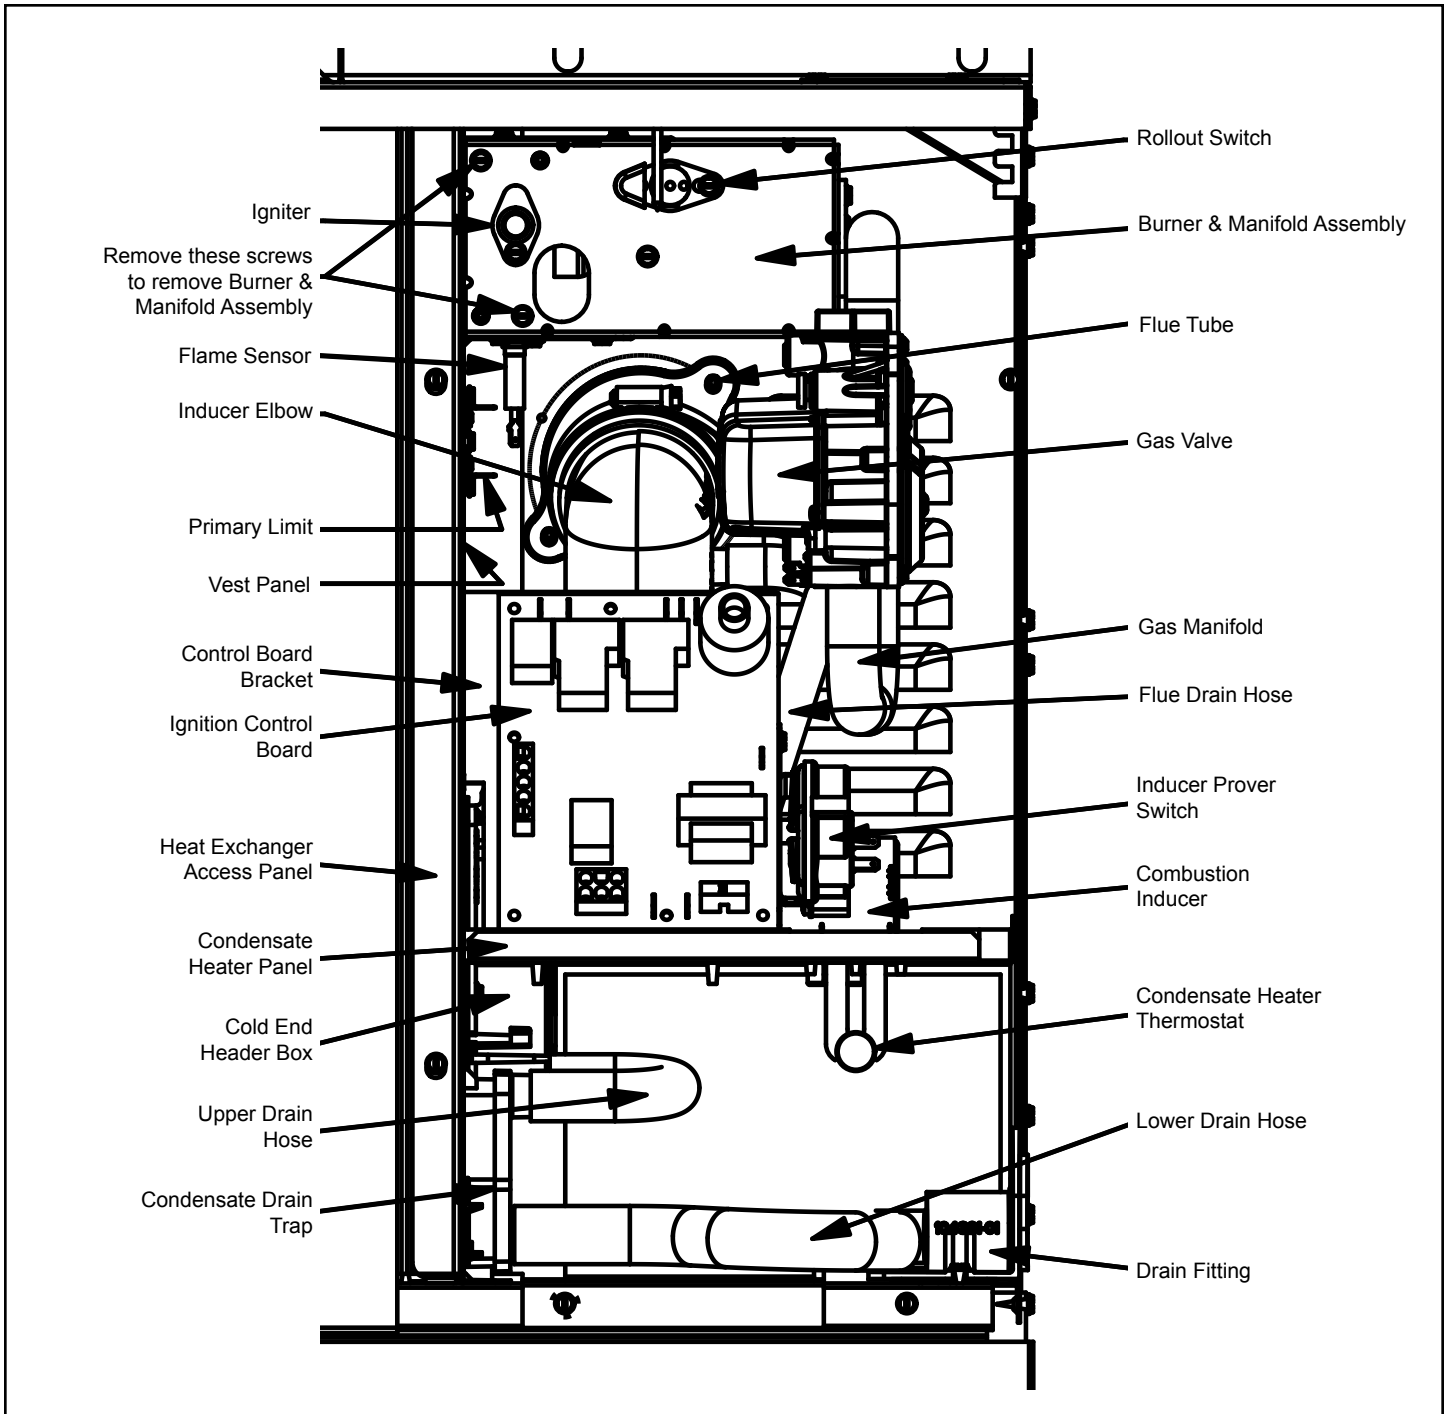 Igniter
Remove these screws
to remove Burner &
Manifold Assembly
Flame Sensor
Inducer Elbow
Primary Limit
Vest Panel
Control Board
Bracket
Ignition Control
Board
Heat Exchanger
Access Panel
Condensate
Heater Panel
Cold End
Header Box
Upper Drain
Hose
Condensate Drain
Trap
Rollout Switch
Burner & Manifold Assembly
Flue Tube
Gas Valve
Gas Manifold
Flue Drain Hose
Inducer Prover
Switch
Combustion
Inducer
Condensate Heater
Thermostat
Lower Drain Hose
Drain Fitting